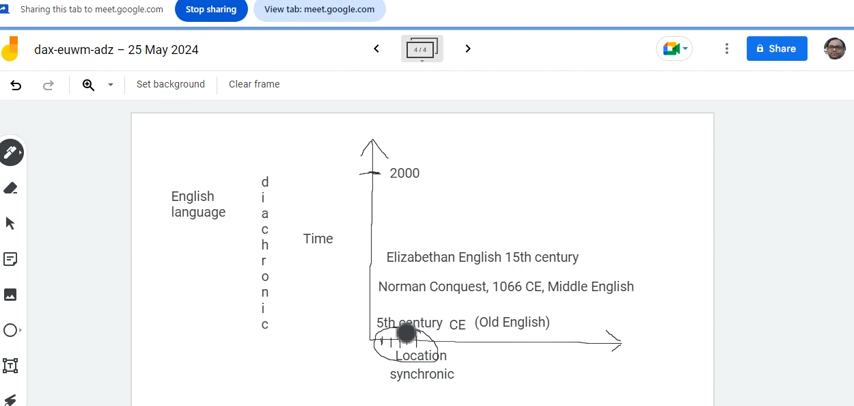 Sharing this tab to meet.google.com Stop sharing View tab: meet.google.com
dax-euwm-adz – 25 May 2024 4/4 Share
Set background Clear frame
2000
English language
diachronic
Time
Elizabethan English 15th century
Norman Conquest, 1066 CE, Middle English
5th century CE (Old English)
Location
synchronic